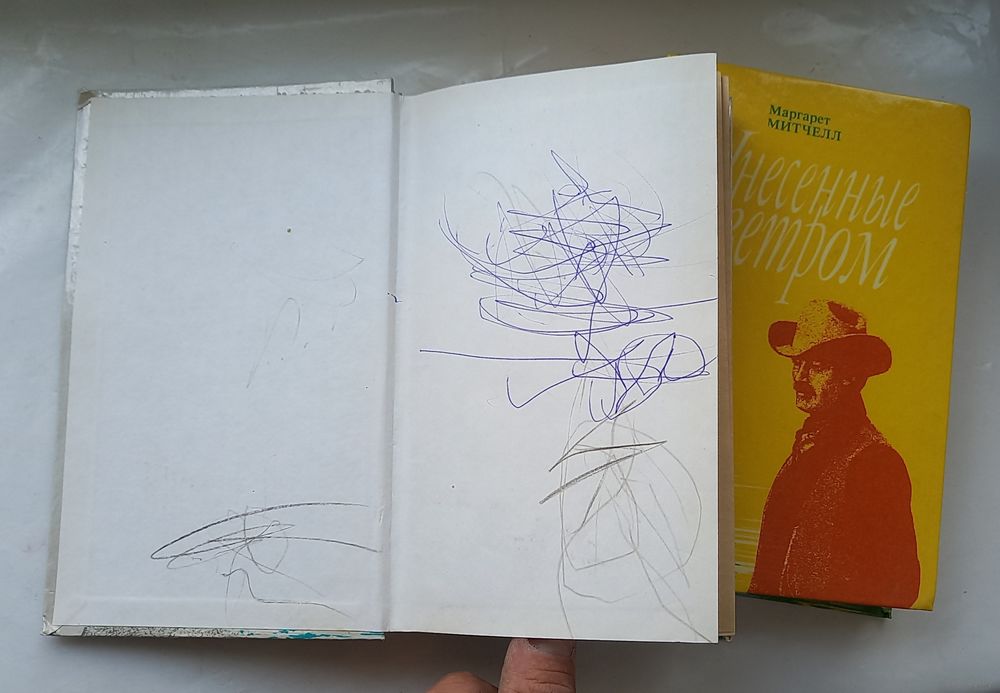 Маргарет
МИТЧЕЛЛ
Унесенные
ветром